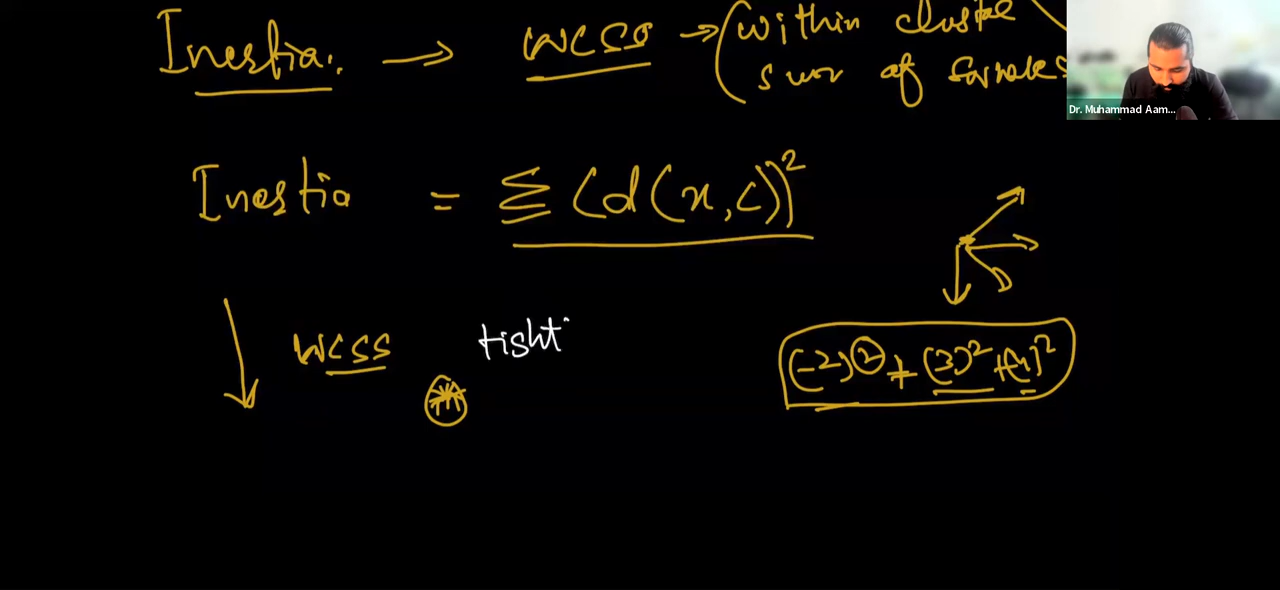 Inertia: → WCSS → (within cluster
sum of squares
Dr. Muhammad Aam...
Inertia = Σ (d(x,c))²
↓ WCSS tight
(-2)² + (3)² + (4)²